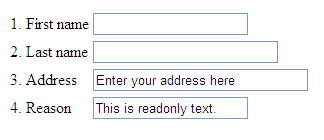 1. First name
2. Last name
3. Address Enter your address here
4. Reason This is readonly text.